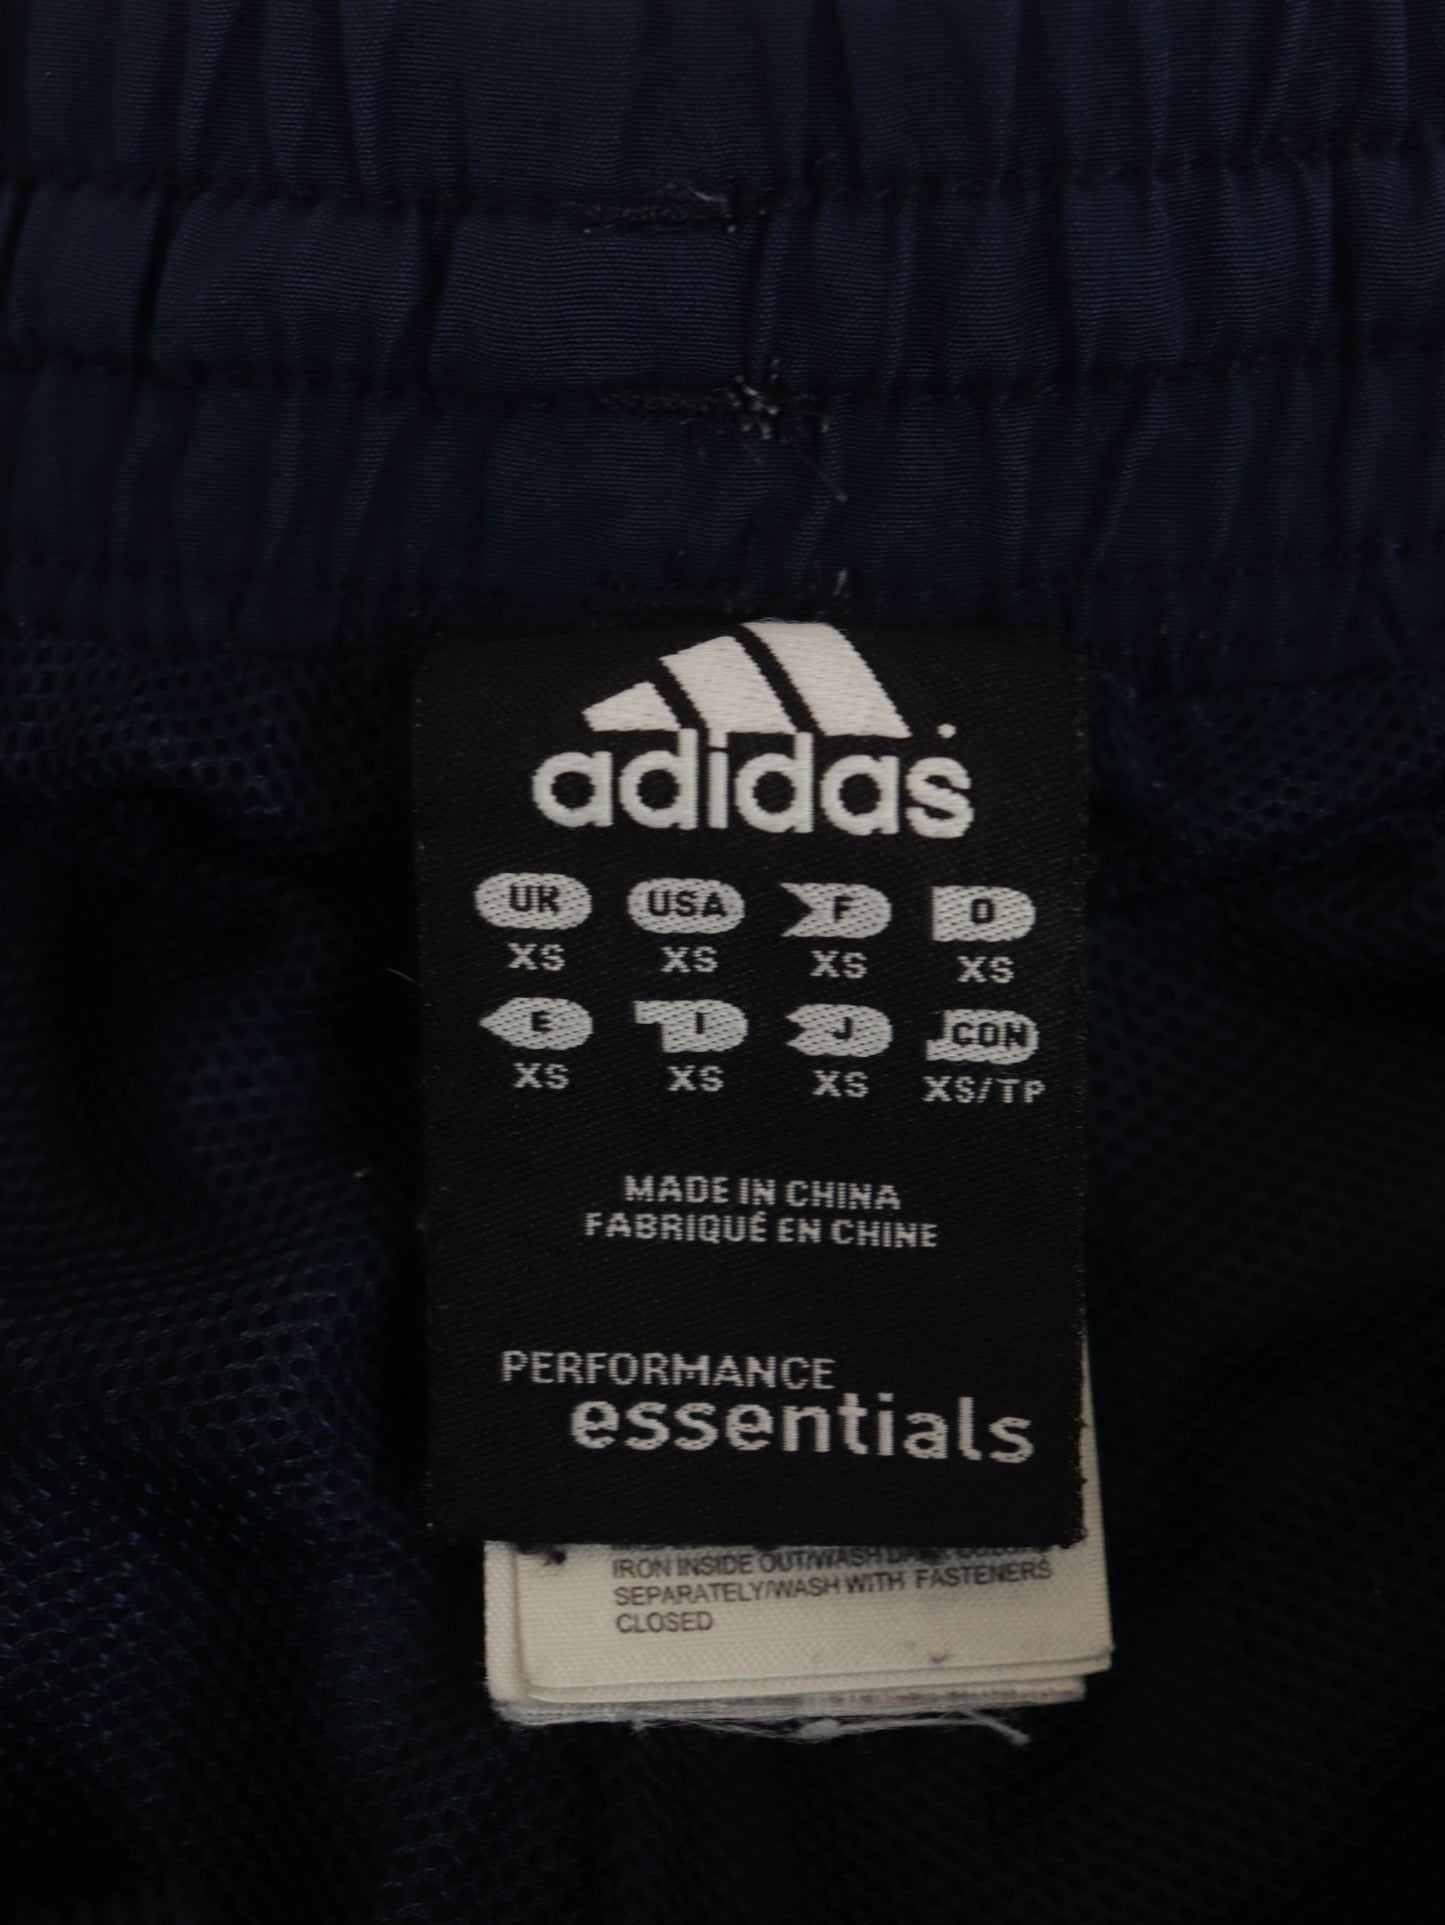 adidas
UK USA F D
XS XS XS XS
E I J CON
XS XS XS XS/TP
MADE IN CHINA
FABRIQUÉ EN CHINE
PERFORMANCE
essentials
IRON INSIDE OUT/WASH
SEPARATELY/WASH WITH FASTENERS
CLOSED